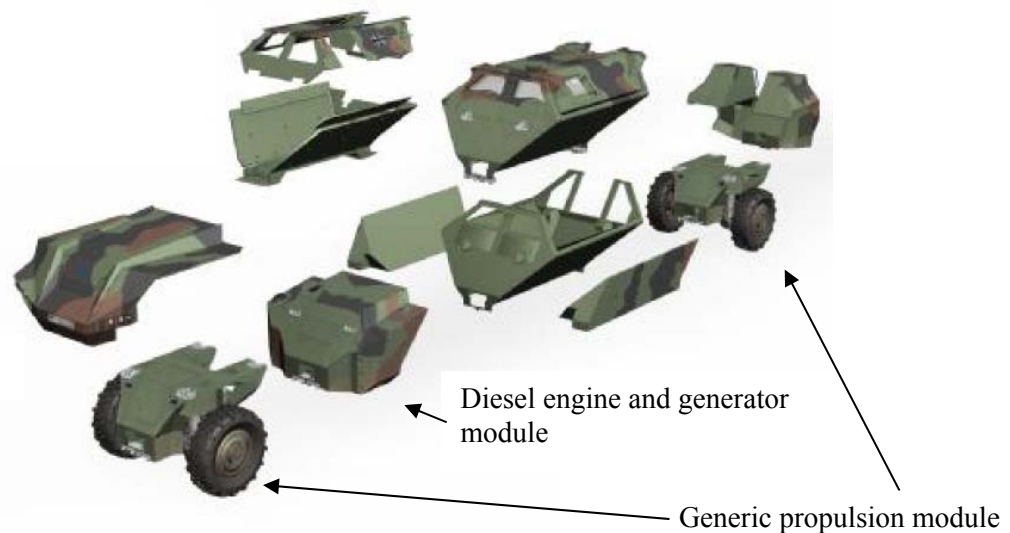 Diesel engine and generator
module
Generic propulsion module